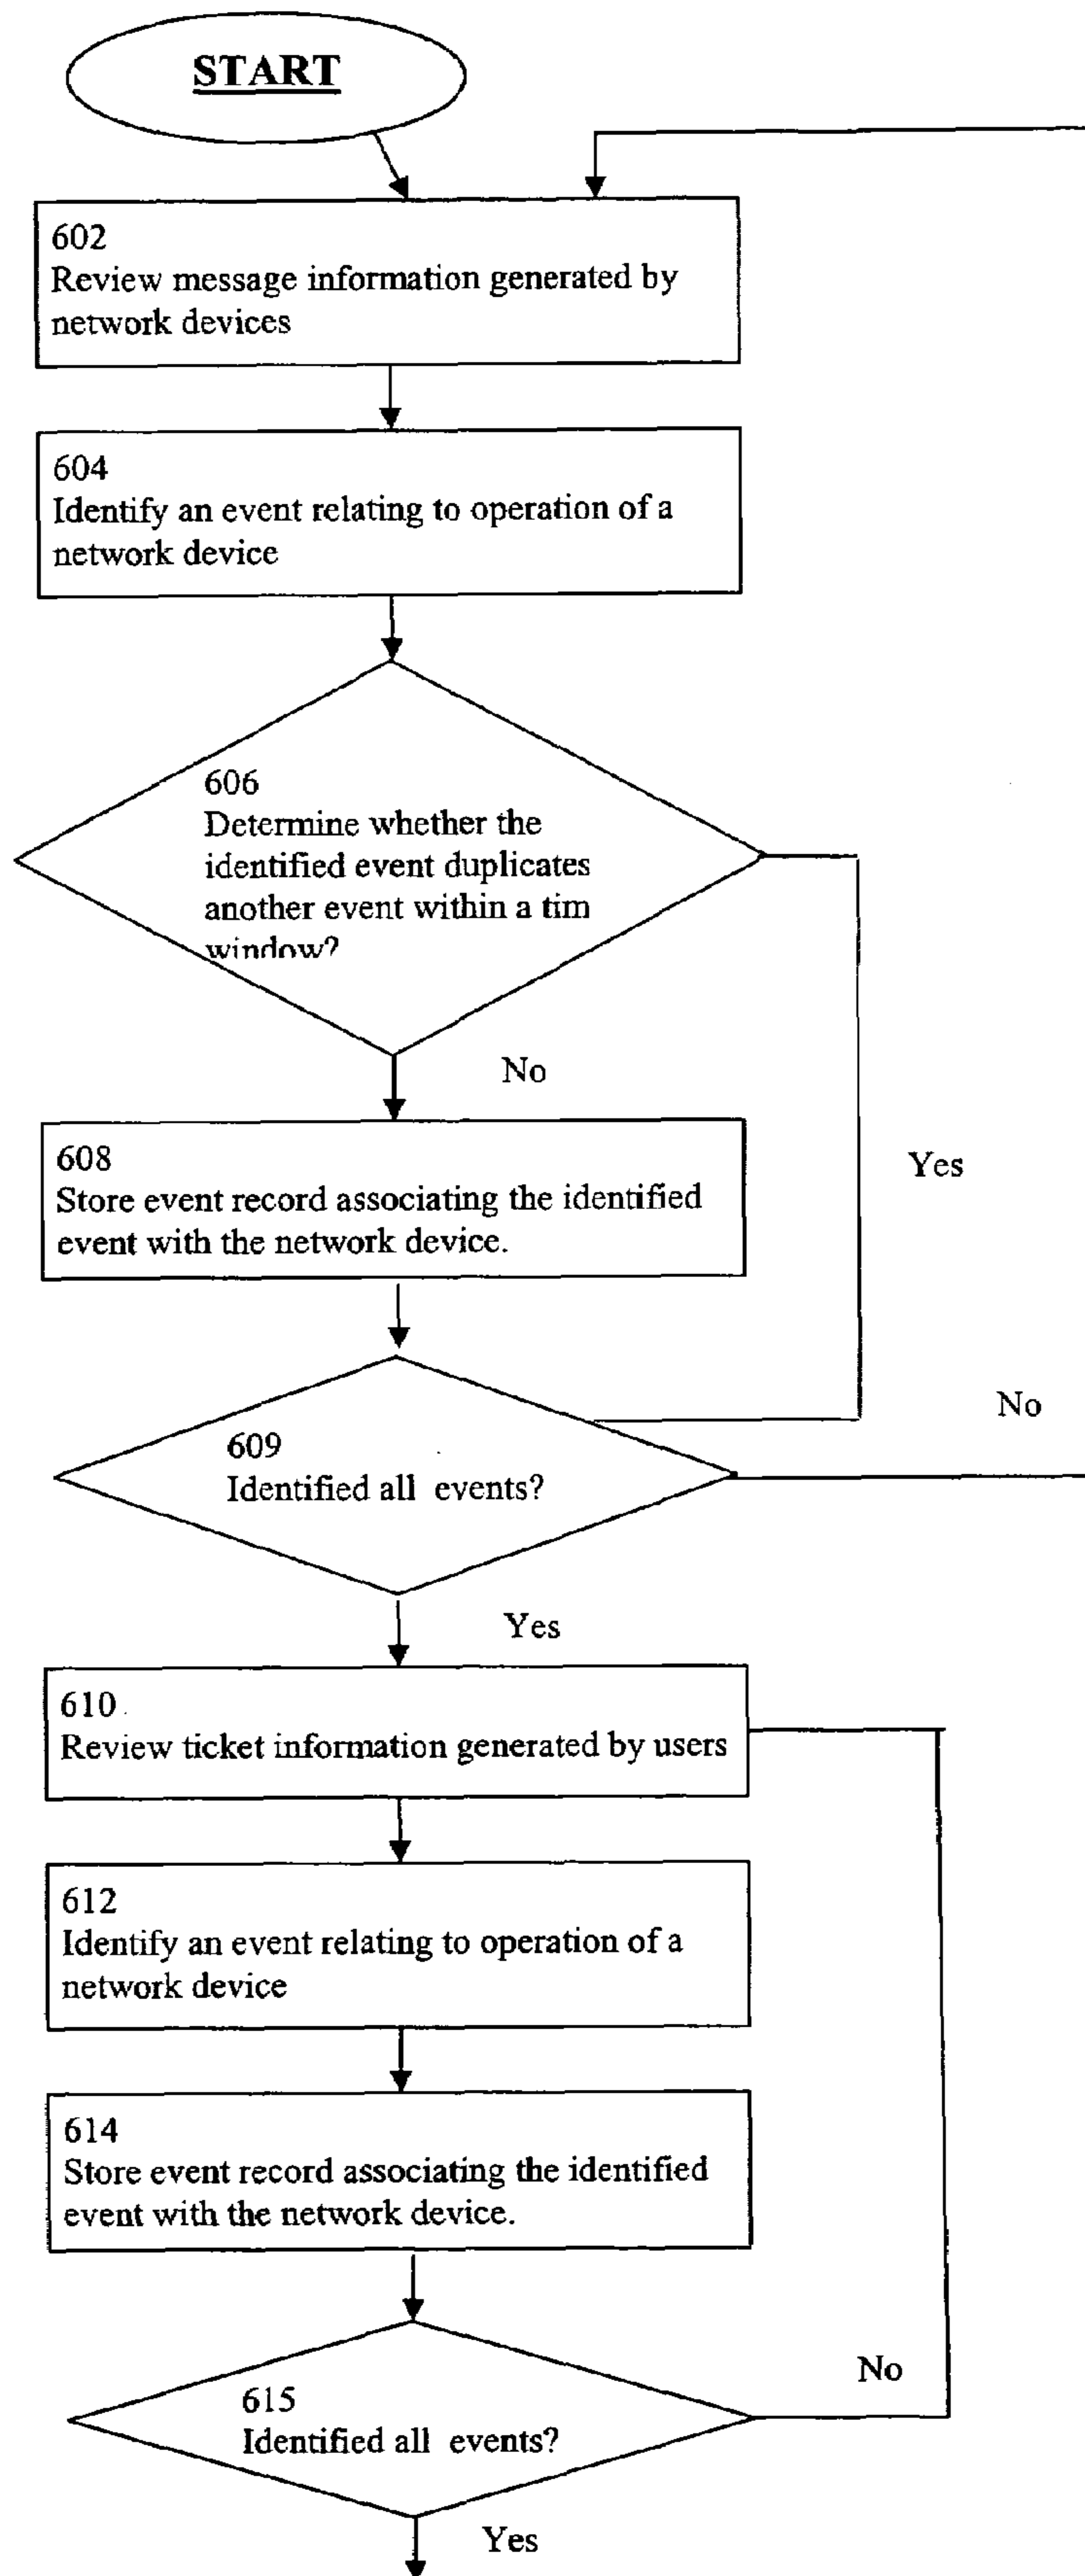 START
602
Review message information generated by
network devices
604
Identify an event relating to operation of a
network device
606
Determine whether the
identified event duplicates
another event within a tim
window?
No
608
Store event record associating the identified
event with the network device.
Yes
609
Identified all events?
No
Yes
610
Review ticket information generated by users
612
Identify an event relating to operation of a
network device
614
Store event record associating the identified
event with the network device.
615
Identified all events?
No
Yes